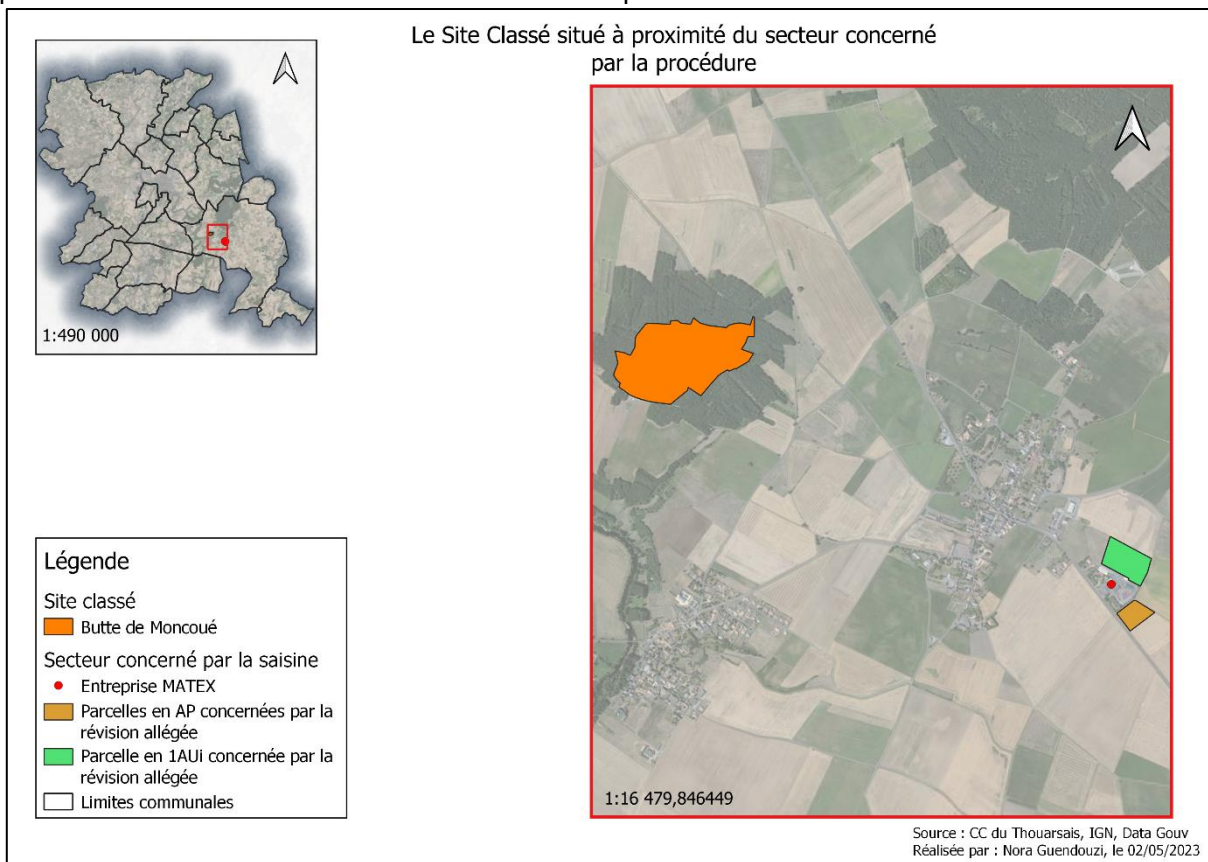 Le Site Classé situé à proximité du secteur concerné
par la procédure
1:490 000
Légende
Site classé
Butte de Moncoué
Secteur concerné par la saisine
Entreprise MATEX
Parcelles en AP concernées par la
révision allégée
Parcelle en 1AUi concernée par la
révision allégée
Limites communales
1:16 479,846449
Source : CC du Thouarsais, IGN, Data Gouv
Réalisée par : Nora Guendouzi, le 02/05/2023